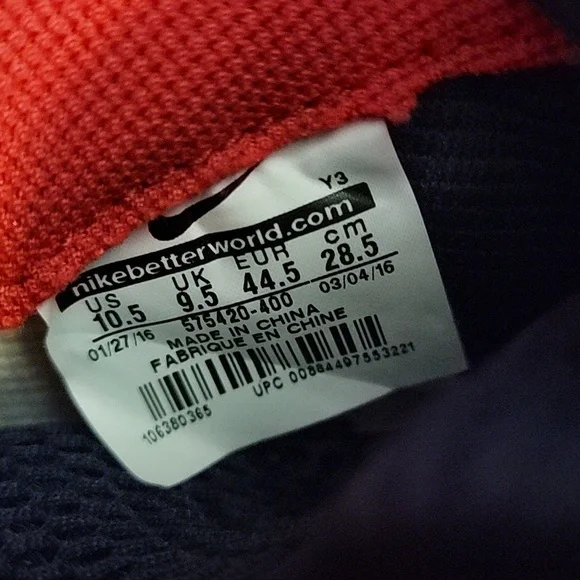 Y3
nikebetterworld.com
US UK EUR cm
10.5 9.5 44.5 28.5
01/27/16 575420-400 03/04/16
MADE IN CHINA
FABRIQUE EN CHINE
106380365 UPC 00884497553221